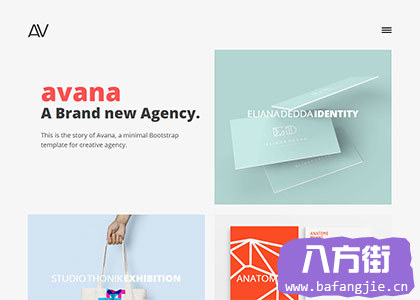 AV
avana
A Brand new Agency.
This is the story of Avana, a minimal Bootstrap
template for creative agency.
ELIANA DEDDA IDENTITY
STUDIO THONIK EXHIBITION
ANATOM
ANATOMS
八方街
www.bafangjie.cn